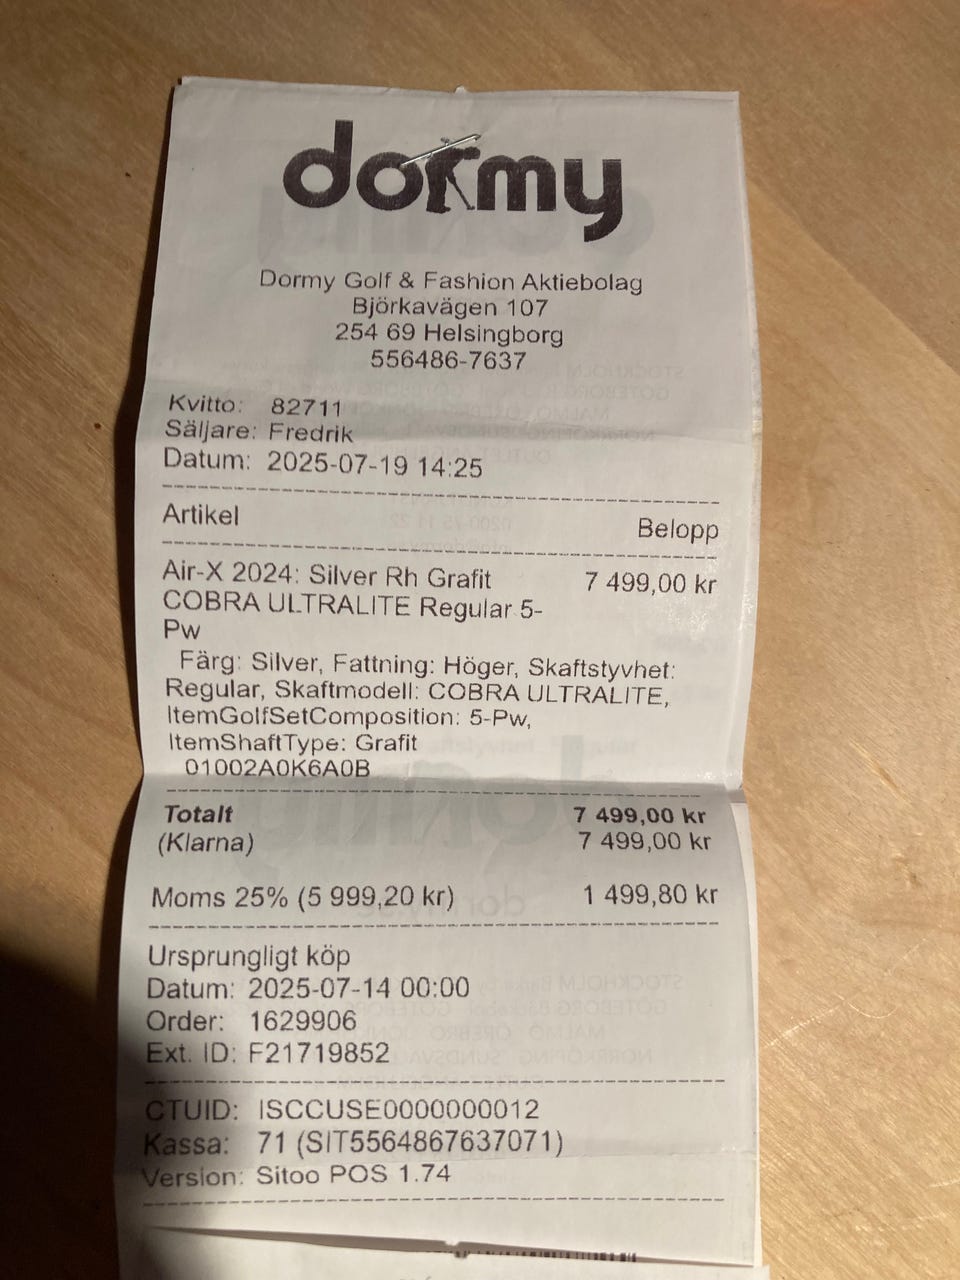 dormy
Dormy Golf & Fashion Aktiebolag
Björkavägen 107
254 69 Helsingborg
556486-7637
Kvitto: 82711
Säljare: Fredrik
Datum: 2025-07-19 14:25
Artikel Belopp
Air-X 2024: Silver Rh Grafit 7 499,00 kr
COBRA ULTRALITE Regular 5-
Pw
Färg: Silver, Fattning: Höger, Skaftstyvhet:
Regular, Skaftmodell: COBRA ULTRALITE,
ItemGolfSetComposition: 5-Pw,
ItemShaftType: Grafit
01002A0K6A0B
Totalt 7 499,00 kr
(Klarna) 7 499,00 kr
Moms 25% (5 999,20 kr) 1 499,80 kr
Ursprungligt köp
Datum: 2025-07-14 00:00
Order: 1629906
Ext. ID: F21719852
CTUID: ISCCUSE0000000012
Kassa: 71 (SIT5564867637071)
Version: Sitoo POS 1.74